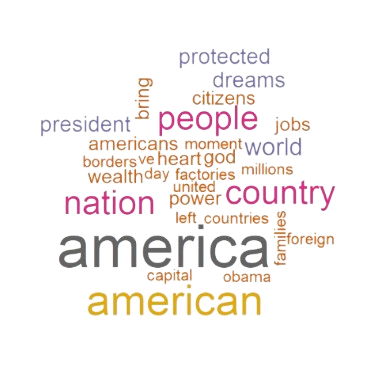 protected
dreams
bring
citizens
people
president
jobs
americans moment
world
borders ve heart god
wealth day factories millions
united
nation
power
country
left countries
families
america
foreign
capital
obama
american